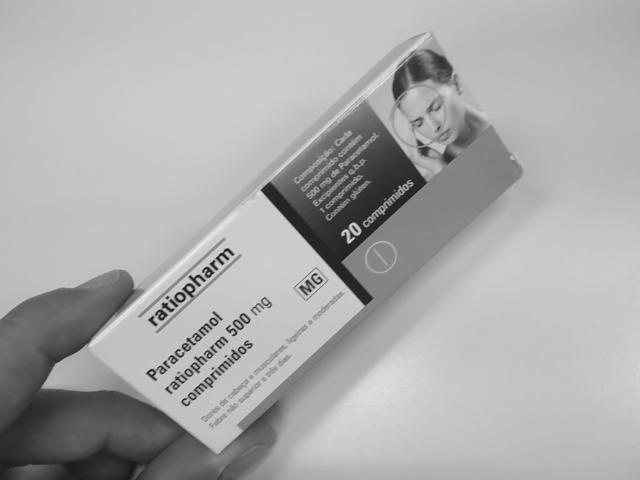 ratiopharm
Paracetamol
ratiopharm 500 mg
comprimidos
MG
Dores de cabeça e musculares, ligeiras e moderadas.
Febre não superior a três dias.
Composição: Cada
comprimido contém
500 mg de Paracetamol.
Excipientes q.b.p.
1 comprimido.
Contém glúten.
20 comprimidos